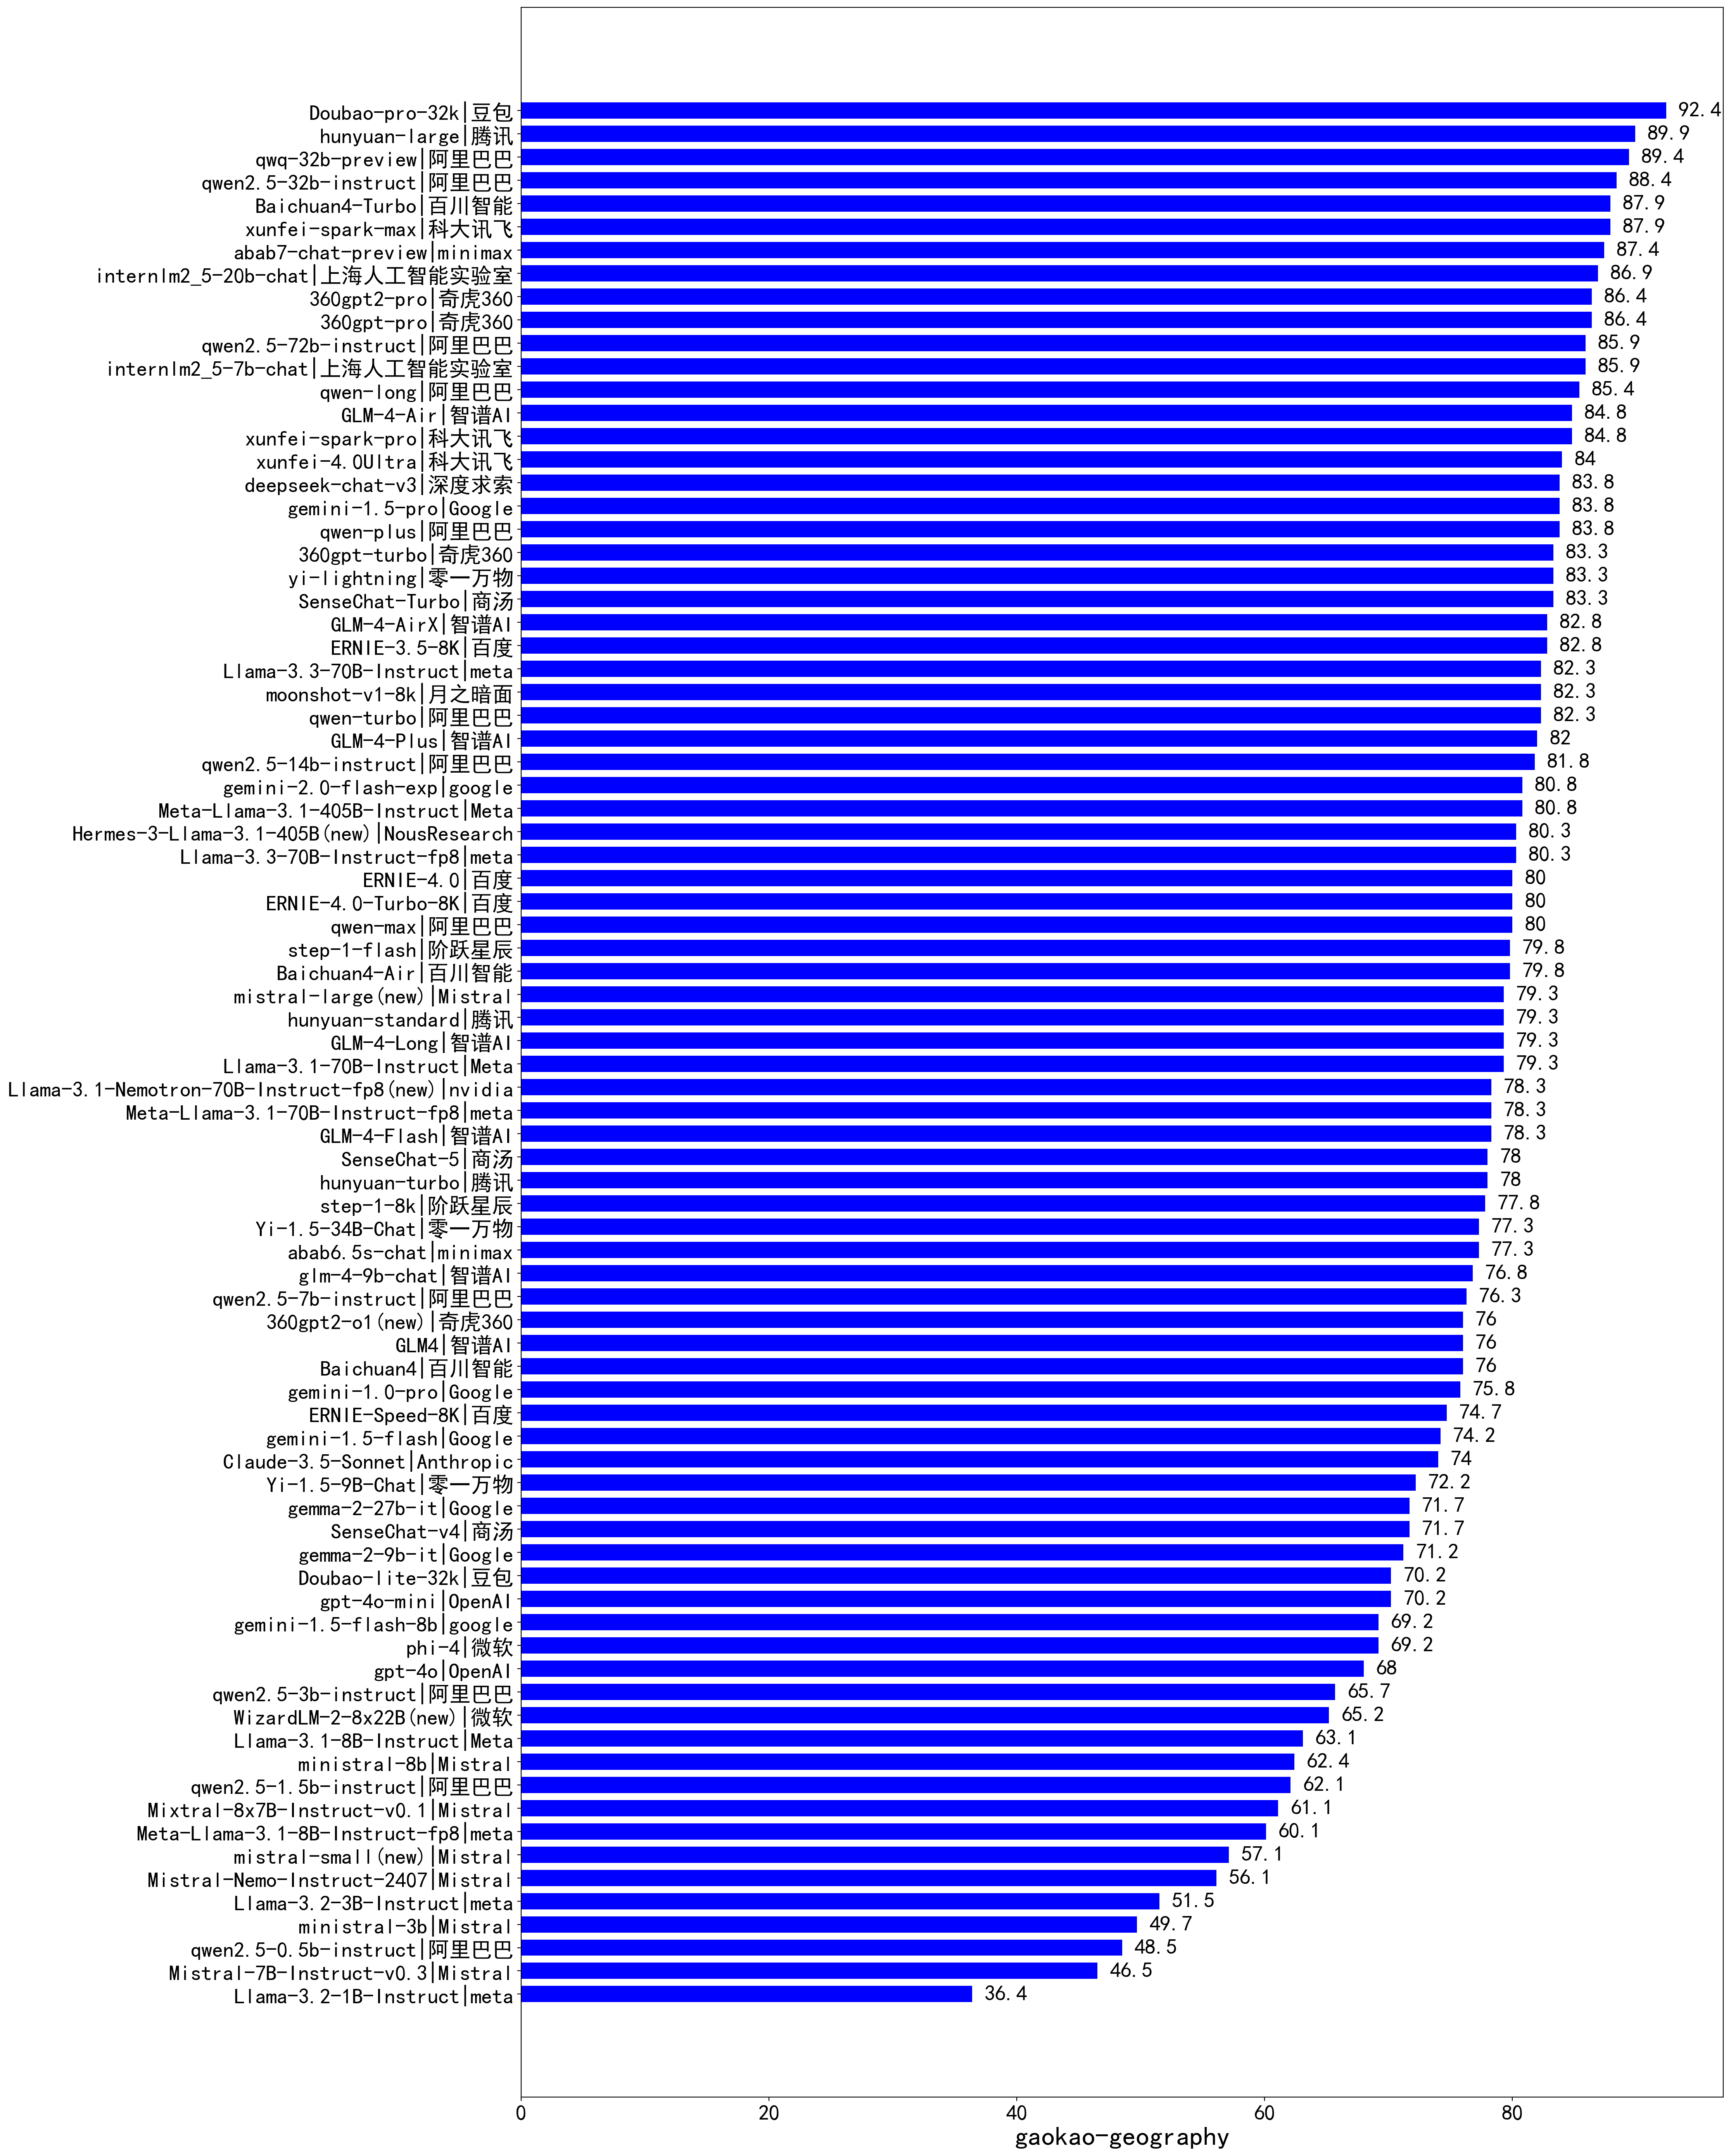 Doubao-pro-32k|豆包 92.4
hunyuan-large|腾讯 89.9
qwq-32b-preview|阿里巴巴 89.4
qwen2.5-32b-instruct|阿里巴巴 88.4
Baichuan4-Turbo|百川智能 87.9
xunfei-spark-max|科大讯飞 87.9
abab7-chat-preview|minimax 87.4
internlm2_5-20b-chat|上海人工智能实验室 86.9
360gpt2-pro|奇虎360 86.4
360gpt-pro|奇虎360 86.4
qwen2.5-72b-instruct|阿里巴巴 85.9
internlm2_5-7b-chat|上海人工智能实验室 85.9
qwen-long|阿里巴巴 85.4
GLM-4-Air|智谱AI 84.8
xunfei-spark-pro|科大讯飞 84.8
xunfei-4.0Ultra|科大讯飞 84
deepseek-chat-v3|深度求索 83.8
gemini-1.5-pro|Google 83.8
qwen-plus|阿里巴巴 83.8
360gpt-turbo|奇虎360 83.3
yi-lightning|零一万物 83.3
SenseChat-Turbo|商汤 83.3
GLM-4-AirX|智谱AI 82.8
ERNIE-3.5-8K|百度 82.8
Llama-3.3-70B-Instruct|meta 82.3
moonshot-v1-8k|月之暗面 82.3
qwen-turbo|阿里巴巴 82.3
GLM-4-Plus|智谱AI 82
qwen2.5-14b-instruct|阿里巴巴 81.8
gemini-2.0-flash-exp|google 80.8
Meta-Llama-3.1-405B-Instruct|Meta 80.8
Hermes-3-Llama-3.1-405B(new)|NousResearch 80.3
Llama-3.3-70B-Instruct-fp8|meta 80.3
ERNIE-4.0|百度 80
ERNIE-4.0-Turbo-8K|百度 80
qwen-max|阿里巴巴 80
step-1-flash|阶跃星辰 79.8
Baichuan4-Air|百川智能 79.8
mistral-large(new)|Mistral 79.3
hunyuan-standard|腾讯 79.3
GLM-4-Long|智谱AI 79.3
Llama-3.1-70B-Instruct|Meta 79.3
Llama-3.1-Nemotron-70B-Instruct-fp8(new)|nvidia 78.3
Meta-Llama-3.1-70B-Instruct-fp8|meta 78.3
GLM-4-Flash|智谱AI 78.3
SenseChat-5|商汤 78
hunyuan-turbo|腾讯 78
step-1-8k|阶跃星辰 77.8
Yi-1.5-34B-Chat|零一万物 77.3
abab6.5s-chat|minimax 77.3
glm-4-9b-chat|智谱AI 76.8
qwen2.5-7b-instruct|阿里巴巴 76.3
360gpt2-o1(new)|奇虎360 76
GLM4|智谱AI 76
Baichuan4|百川智能 76
gemini-1.0-pro|Google 75.8
ERNIE-Speed-8K|百度 74.7
gemini-1.5-flash|Google 74.2
Claude-3.5-Sonnet|Anthropic 74
Yi-1.5-9B-Chat|零一万物 72.2
gemma-2-27b-it|Google 71.7
SenseChat-v4|商汤 71.7
gemma-2-9b-it|Google 71.2
Doubao-lite-32k|豆包 70.2
gpt-4o-mini|OpenAI 70.2
gemini-1.5-flash-8b|google 69.2
phi-4|微软 69.2
gpt-4o|OpenAI 68
qwen2.5-3b-instruct|阿里巴巴 65.7
WizardLM-2-8x22B(new)|微软 65.2
Llama-3.1-8B-Instruct|Meta 63.1
ministral-8b|Mistral 62.4
qwen2.5-1.5b-instruct|阿里巴巴 62.1
Mixtral-8x7B-Instruct-v0.1|Mistral 61.1
Meta-Llama-3.1-8B-Instruct-fp8|meta 60.1
mistral-small(new)|Mistral 57.1
Mistral-Nemo-Instruct-2407|Mistral 56.1
Llama-3.2-3B-Instruct|meta 51.5
ministral-3b|Mistral 49.7
qwen2.5-0.5b-instruct|阿里巴巴 48.5
Mistral-7B-Instruct-v0.3|Mistral 46.5
Llama-3.2-1B-Instruct|meta 36.4
0 20 40 60 80
gaokao-geography